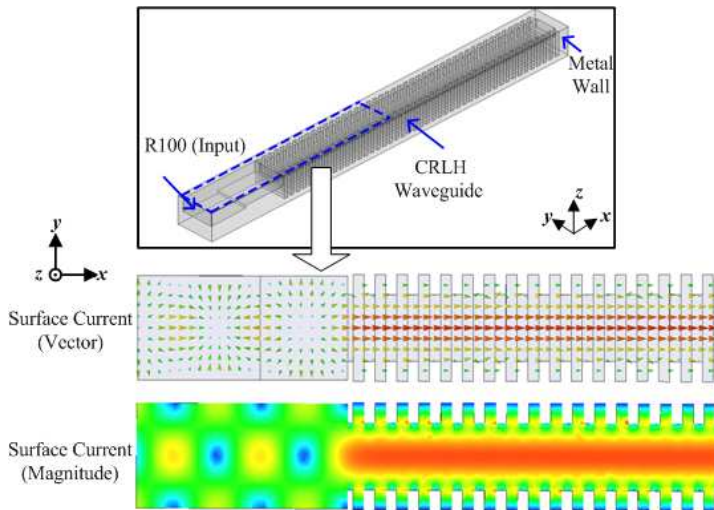 Metal
Wall
R100 (Input)
CRLH
Waveguide
z
y
x
y
z
x
Surface Current
(Vector)
Surface Current
(Magnitude)